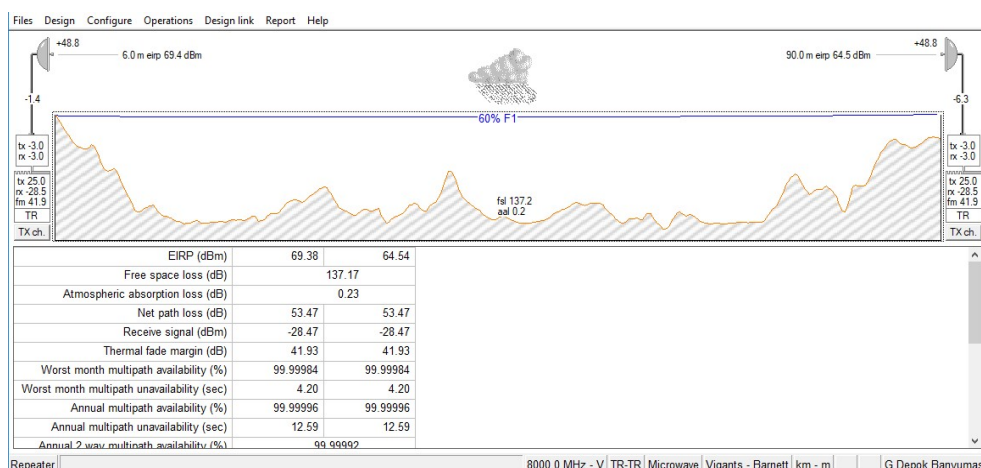 Files Design Configure Operations Design link Report Help
+48.8
6.0 m eirp 69.4 dBm
90.0 m eirp 64.5 dBm
+48.8
-1.4
-6.3
60% F1
tx -3.0
rx -3.0
tx -3.0
rx -3.0
tx 25.0
rx -28.5
fm 41.9
TR
TX ch.
fsl 137.2
aal 0.2
tx 25.0
rx -28.5
fm 41.9
TR
TX ch.
EIRP (dBm) 69.38 64.54
Free space loss (dB) 137.17
Atmospheric absorption loss (dB) 0.23
Net path loss (dB) 53.47 53.47
Receive signal (dBm) -28.47 -28.47
Thermal fade margin (dB) 41.93 41.93
Worst month multipath availability (%) 99.99984 99.99984
Worst month multipath unavailability (sec) 4.20 4.20
Annual multipath availability (%) 99.99996 99.99996
Annual multipath unavailability (sec) 12.59 12.59
Annual 2 way multipath availability (%) 99.99992
Repeater 8000.0 MHz - V TR-TR Microwave Vigants - Barnett km - m G Depok Banyumas